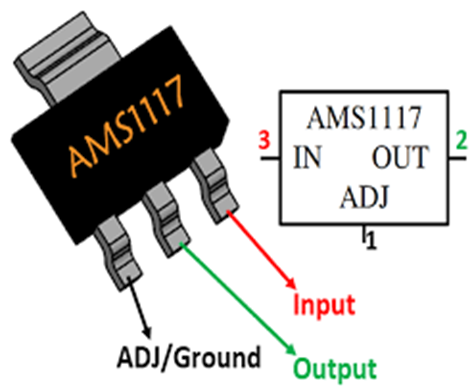 AMS1117
AMS1117
3
IN OUT
2
ADJ
1
Input
ADJ/Ground
Output